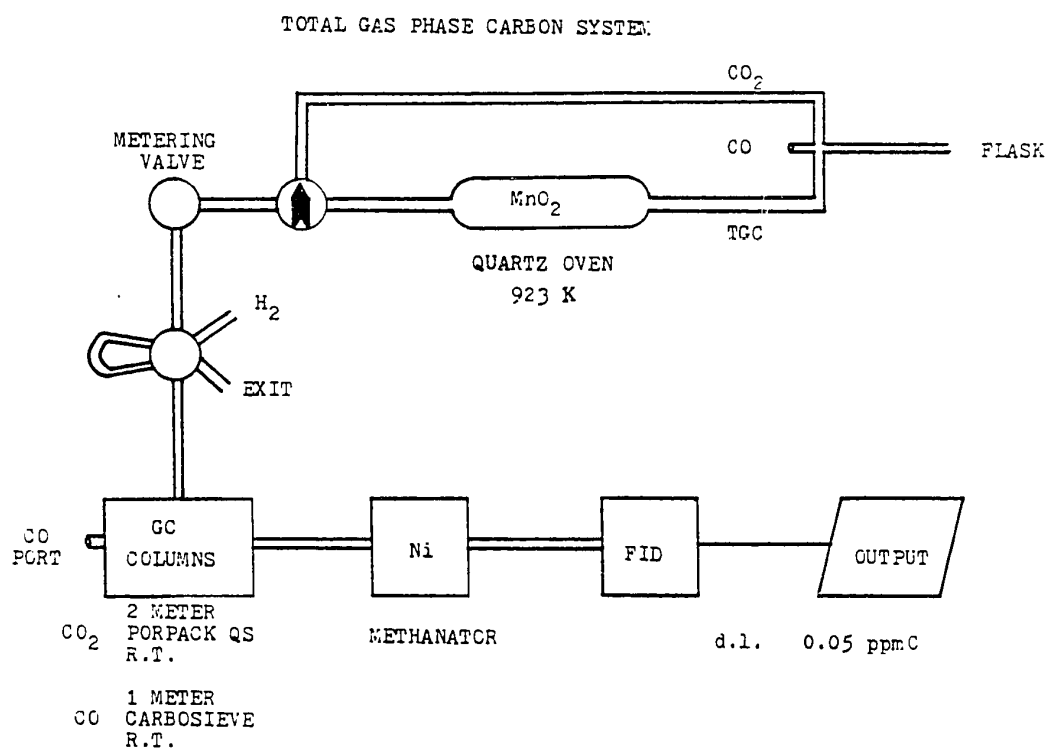 TOTAL GAS PHASE CARBON SYSTEM
CO2
METERING
VALVE
CO
FLASK
MnO2
TGC
QUARTZ OVEN
923 K
H2
EXIT
CO
PORT
GC
COLUMNS
Ni
FID
OUTPUT
CO2
2 METER
PORPACK QS
R.T.
METHANATOR
d.l. 0.05 ppmC
CO
1 METER
CARBOSIEVE
R.T.